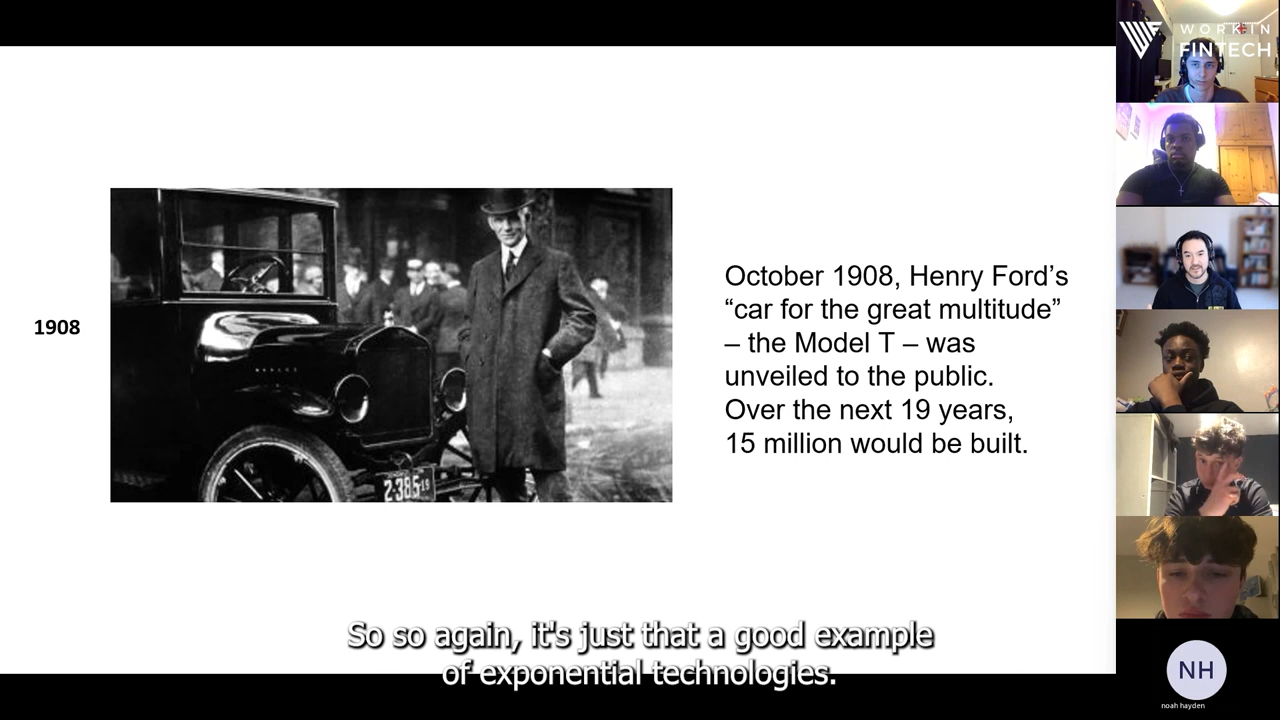 WORKIN
FINTECH
1908
October 1908, Henry Ford’s
“car for the great multitude”
– the Model T – was
unveiled to the public.
Over the next 19 years,
15 million would be built.
So so again, it's just that a good example
of exponential technologies.
NH
noah hayden